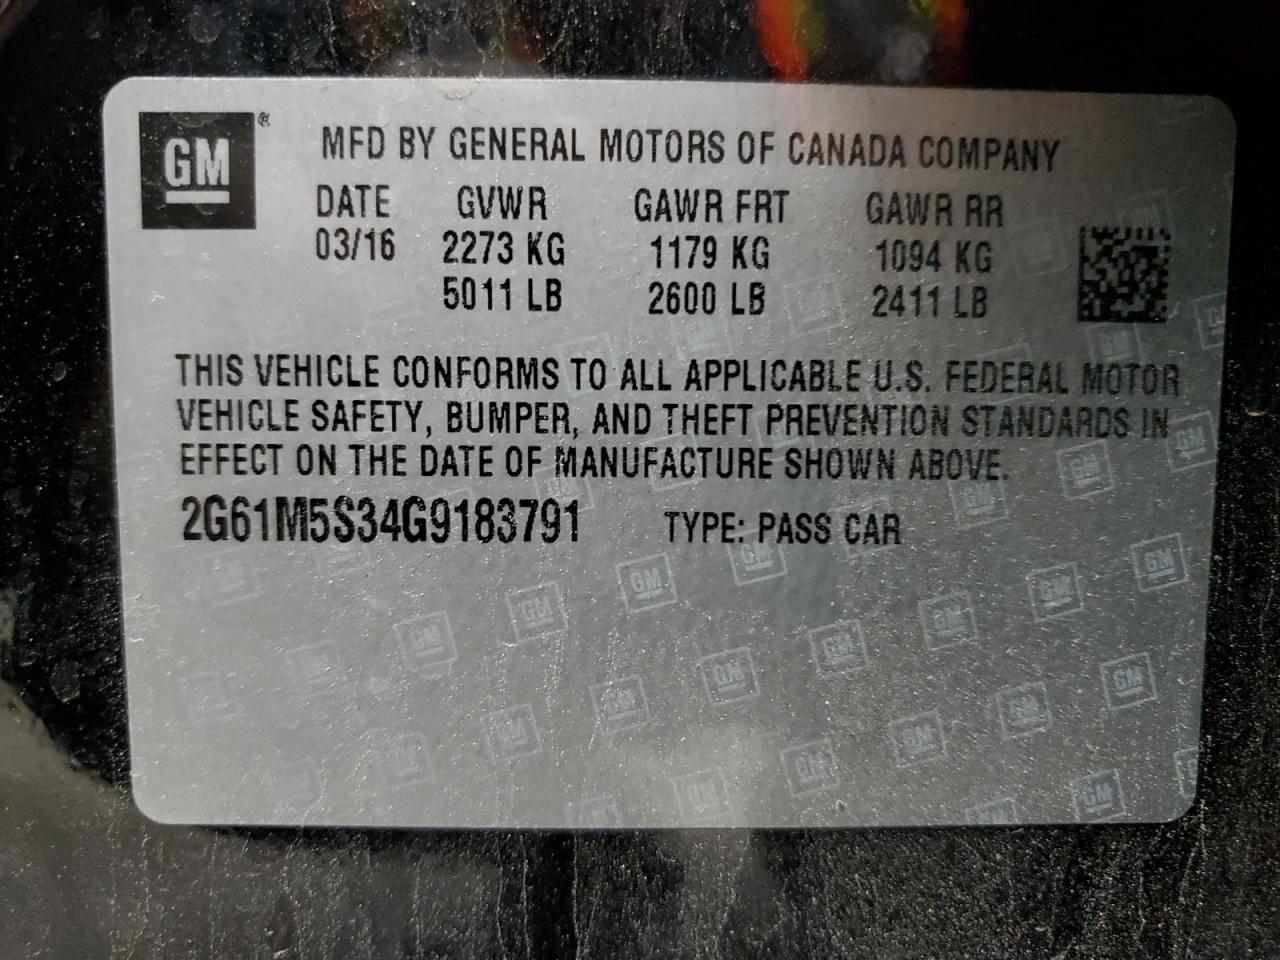 GM ® MFD BY GENERAL MOTORS OF CANADA COMPANY
DATE GVWR GAWR FRT GAWR RR
03/16 2273 KG 1179 KG 1094 KG
5011 LB 2600 LB 2411 LB
THIS VEHICLE CONFORMS TO ALL APPLICABLE U.S. FEDERAL MOTOR
VEHICLE SAFETY, BUMPER, AND THEFT PREVENTION STANDARDS IN
EFFECT ON THE DATE OF MANUFACTURE SHOWN ABOVE.
2G61M5S34G9183791 TYPE: PASS CAR